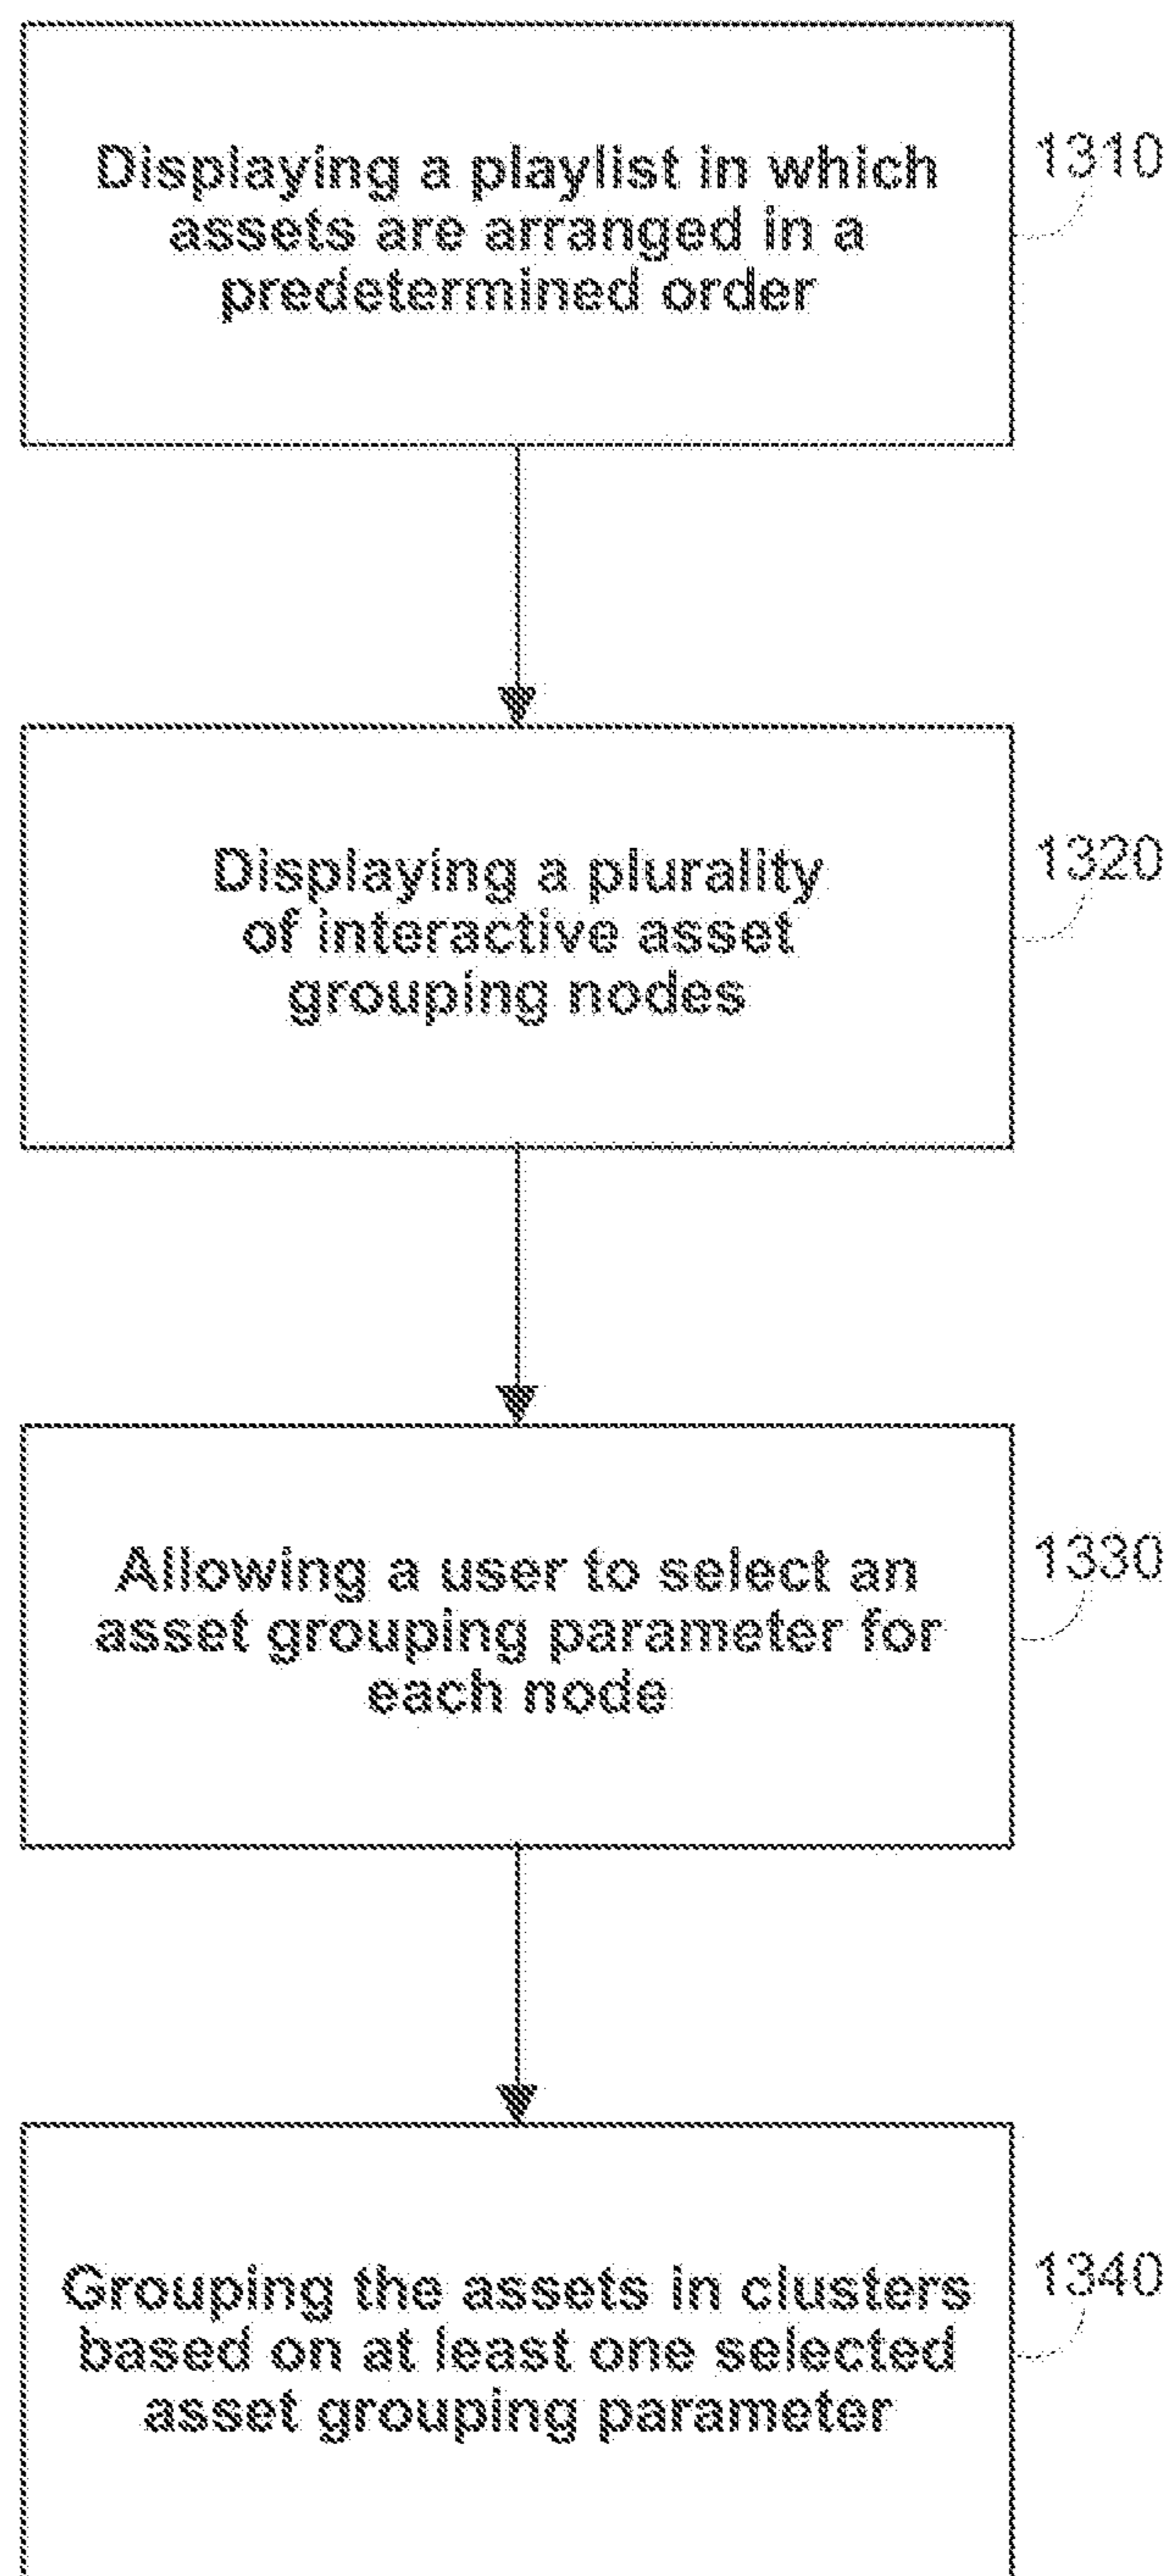 Displaying a playlist in which
assets are arranged in a
predetermined order
1310
Displaying a plurality
of interactive asset
grouping nodes
1320
Allowing a user to select an
asset grouping parameter for
each node
1330
Grouping the assets in clusters
based on at least one selected
asset grouping parameter
1340